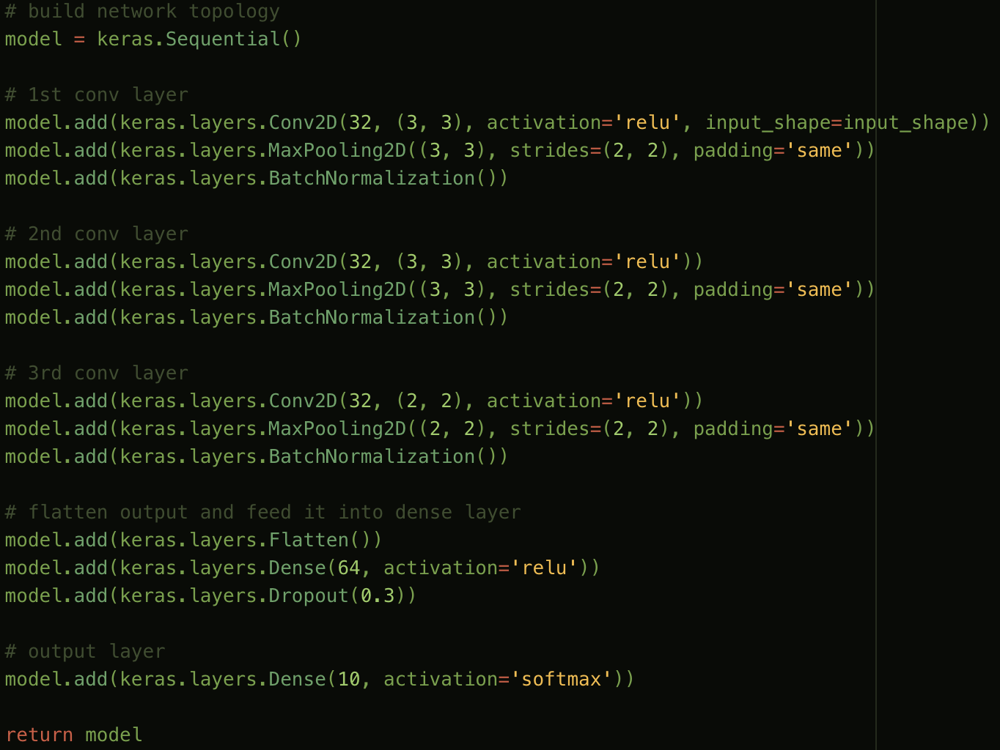 # build network topology
model = keras.Sequential()
# 1st conv layer
model.add(keras.layers.Conv2D(32, (3, 3), activation='relu', input_shape=input_shape))
model.add(keras.layers.MaxPooling2D((3, 3), strides=(2, 2), padding='same'))
model.add(keras.layers.BatchNormalization())
# 2nd conv layer
model.add(keras.layers.Conv2D(32, (3, 3), activation='relu'))
model.add(keras.layers.MaxPooling2D((3, 3), strides=(2, 2), padding='same'))
model.add(keras.layers.BatchNormalization())
# 3rd conv layer
model.add(keras.layers.Conv2D(32, (2, 2), activation='relu'))
model.add(keras.layers.MaxPooling2D((2, 2), strides=(2, 2), padding='same'))
model.add(keras.layers.BatchNormalization())
# flatten output and feed it into dense layer
model.add(keras.layers.Flatten())
model.add(keras.layers.Dense(64, activation='relu'))
model.add(keras.layers.Dropout(0.3))
# output layer
model.add(keras.layers.Dense(10, activation='softmax'))
return model